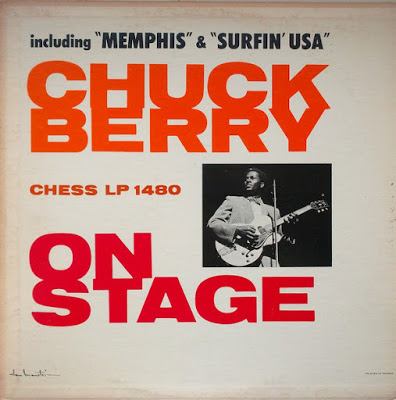 including "MEMPHIS" & "SURFIN' USA"
CHUCK
BERRY
CHESS LP 1480
ON
STAGE